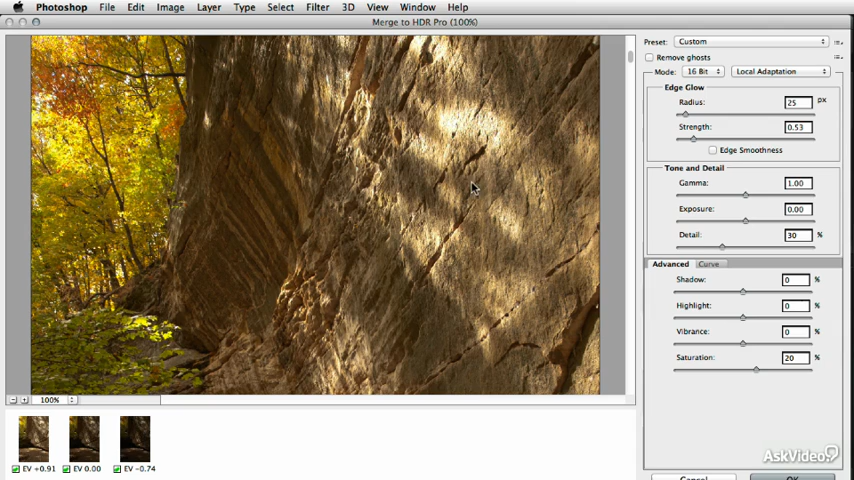 Photoshop File Edit Image Layer Type Select Filter 3D View Window Help
Merge to HDR Pro (100%)
Preset: Custom
Remove ghosts
Mode: 16 Bit Local Adaptation
Edge Glow
Radius: 25 px
Strength: 0.53
Edge Smoothness
Tone and Detail
Gamma: 1.00
Exposure: 0.00
Detail: 30 %
Advanced Curve
Shadow: 0 %
Highlight: 0 %
Vibrance: 0 %
Saturation: 20 %
100%
EV +0.91 EV 0.00 EV -0.74
AskVideo
Cancel OK